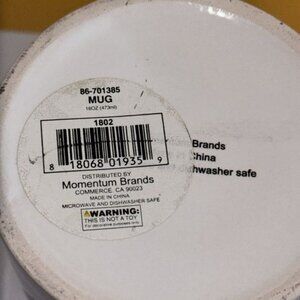 86-701385
MUG
16OZ (473ml)
1802
8 18068 01935 9
DISTRIBUTED BY
Momentum Brands
COMMERCE, CA 90023
MADE IN CHINA
MICROWAVE AND DISHWASHER SAFE
WARNING:
THIS IS NOT A TOY
For decorative purposes only
Brands
China
hwasher safe